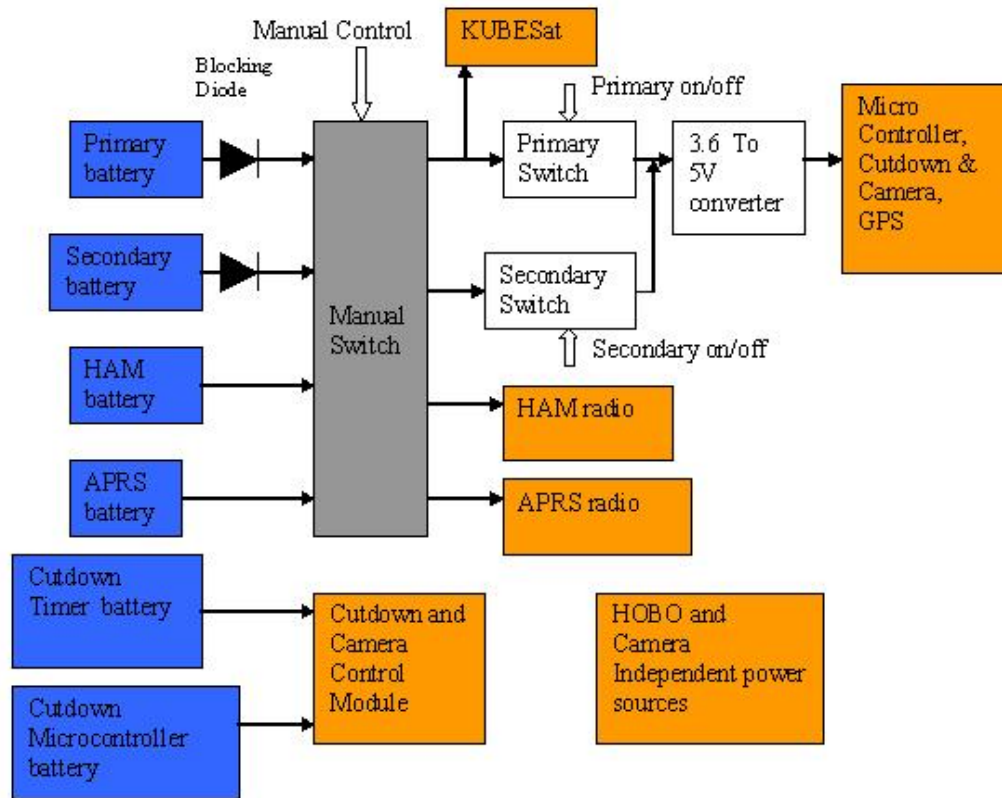 Manual Control
KUBESat
Blocking
Diode
Primary on/off
Primary
battery
Primary
Switch
3.6 To
5V
converter
Micro
Controller,
Cutdown &
Camera,
GPS
Secondary
battery
Secondary
Switch
Manual
Switch
Secondary on/off
HAM
battery
HAM radio
APRS
battery
APRS radio
Cutdown
Timer battery
Cutdown and
Camera
Control
Module
HOBO and
Camera
Independent power
sources
Cutdown
Microcontroller
battery